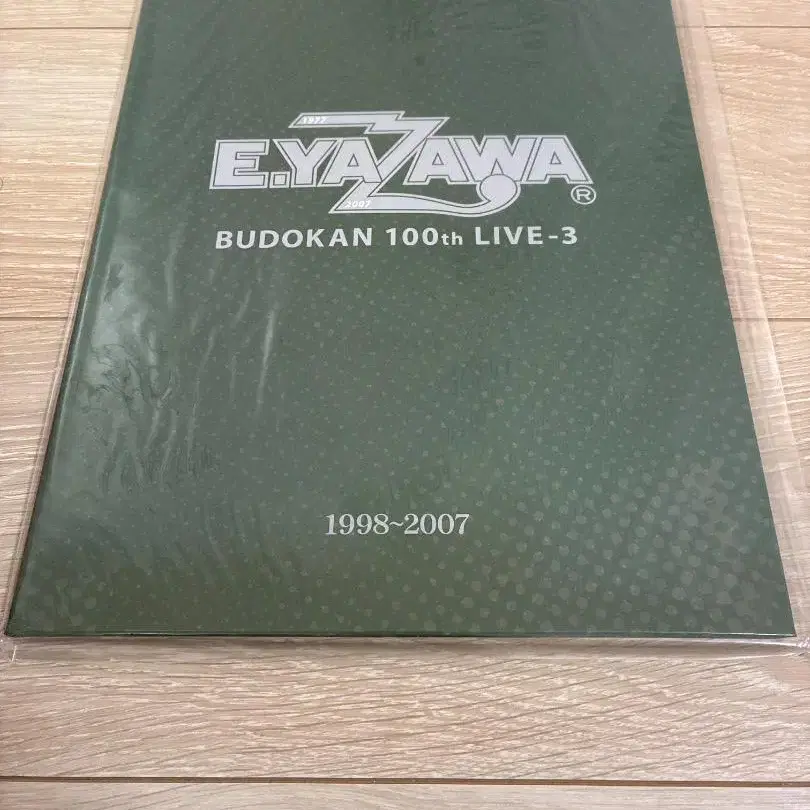 1977
E.YAZAWA
2007
®
BUDOKAN 100th LIVE-3
1998~2007